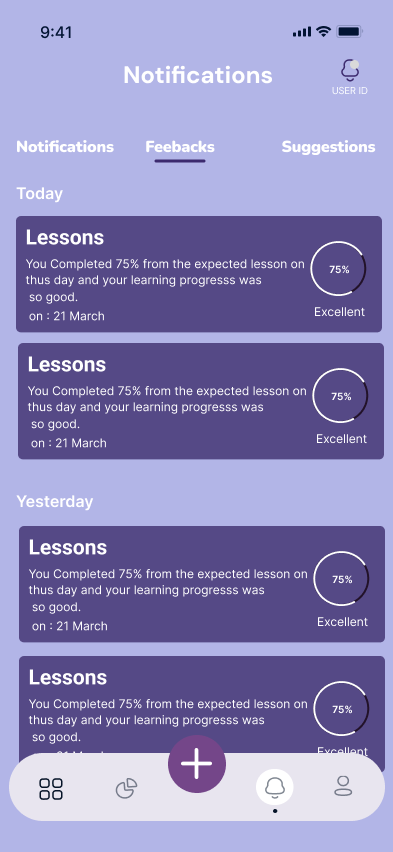 9:41
Notifications
USER ID
Notifications Feebacks Suggestions
Today
Lessons
You Completed 75% from the expected lesson on
thus day and your learning progresss was
so good.
on : 21 March
75%
Excellent
Lessons
You Completed 75% from the expected lesson on
thus day and your learning progresss was
so good.
on : 21 March
75%
Excellent
Yesterday
Lessons
You Completed 75% from the expected lesson on
thus day and your learning progresss was
so good.
on : 21 March
75%
Excellent
Lessons
You Completed 75% from the expected lesson on
thus day and your learning progresss was
so good.
on : 21 March
75%
Excellent